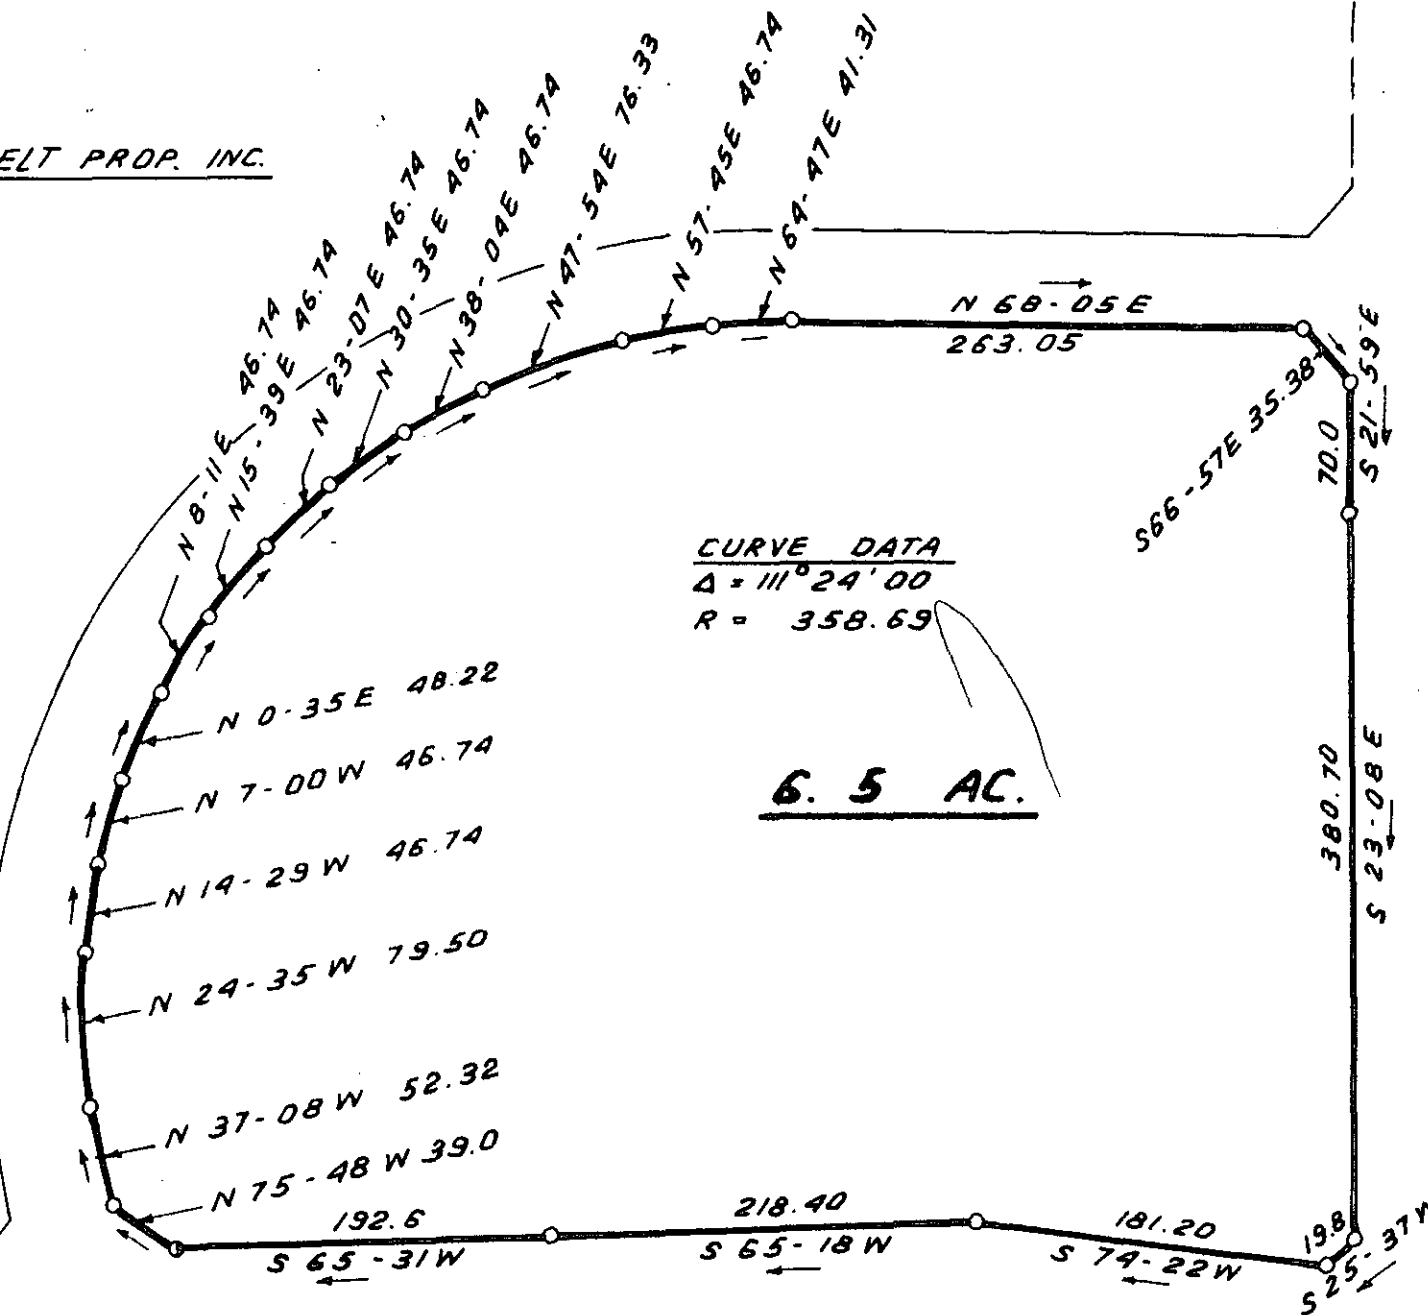 ELT PROP. INC.
N 8-11E 46.74
N 15-39E 46.74
N 23-07E 46.74
N 30-35E 46.74
N 38-04E 46.74
N 47-54E 76.33
N 57-45E 46.74
N 64-47E 41.31
N 68-05E
263.05
S66-57E 35.38
S 21-59E
70.0
CURVE DATA
Δ = 111° 24' 00
R = 358.69
N 0-35E 48.22
N 7-00W 46.74
6.5 AC.
380.70
S 23-08E
N 14-29W 46.74
N 24-35W 79.50
N 37-08W 52.32
N 75-48W 39.0
192.6
S 65-31W
218.40
S 65-18W
181.20
S 74-22W
19.8
S 25-37W